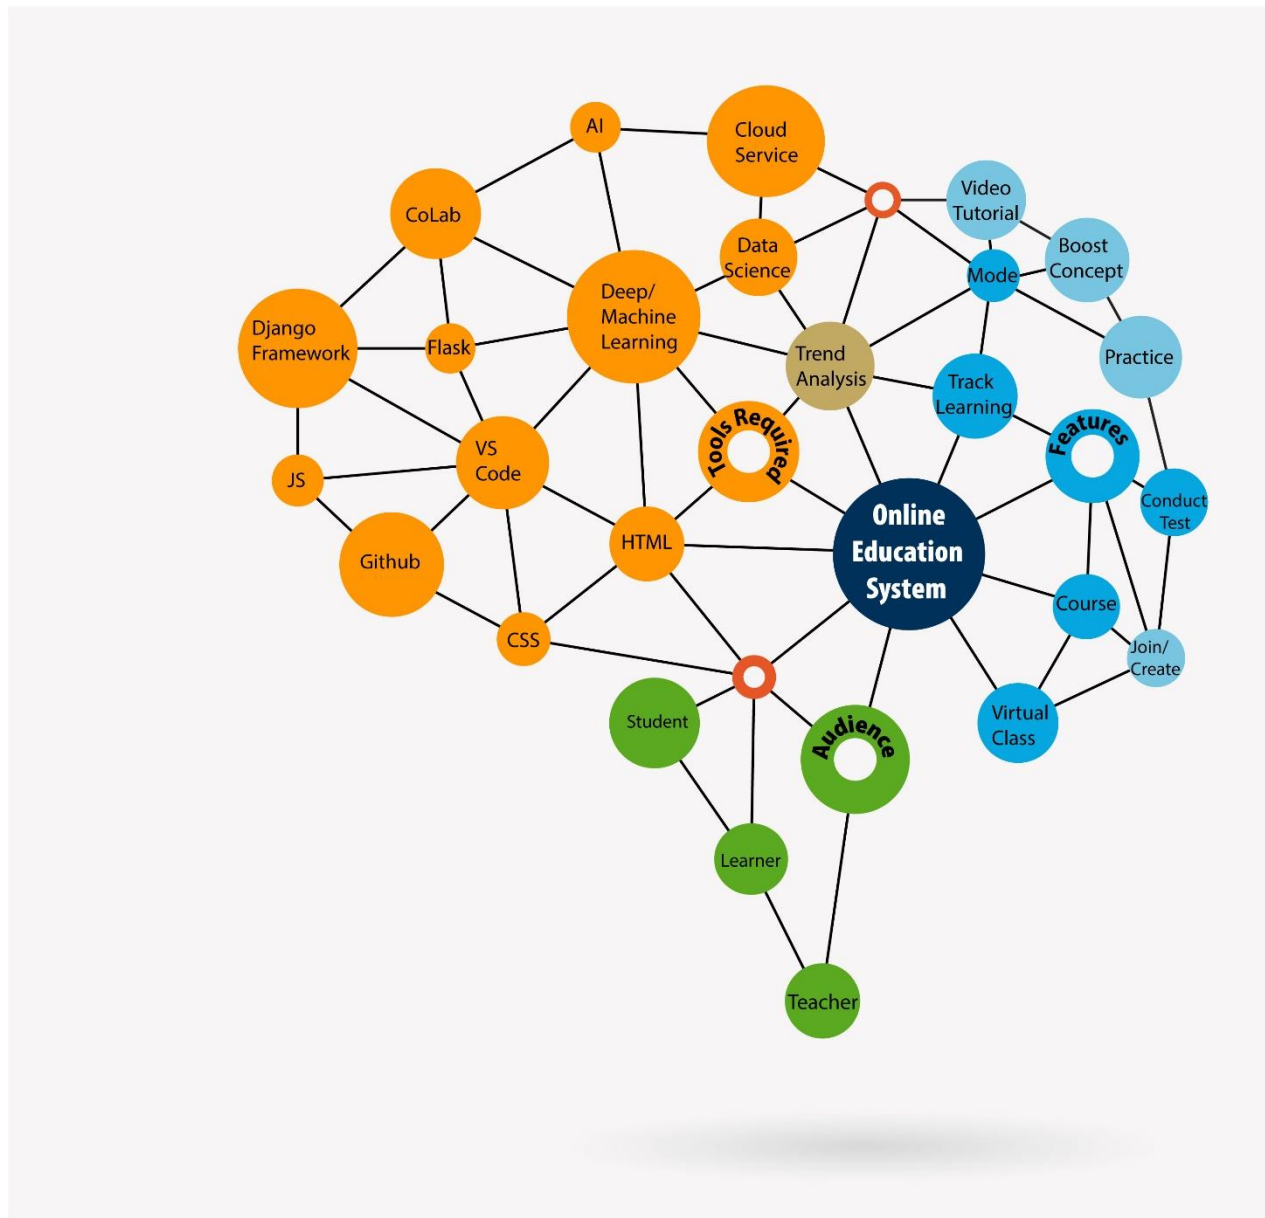 AI
Cloud
Service
CoLab
Video
Tutorial
Data
Science
Boost
Concept
Mode
Deep/
Machine
Learning
Django
Framework
Flask
Trend
Analysis
Practice
Track
Learning
Tools Required
Features
VS
Code
JS
Conduct
Test
Online
Education
System
HTML
Github
Course
CSS
Join/
Create
Student
Virtual
Class
Audience
Learner
Teacher